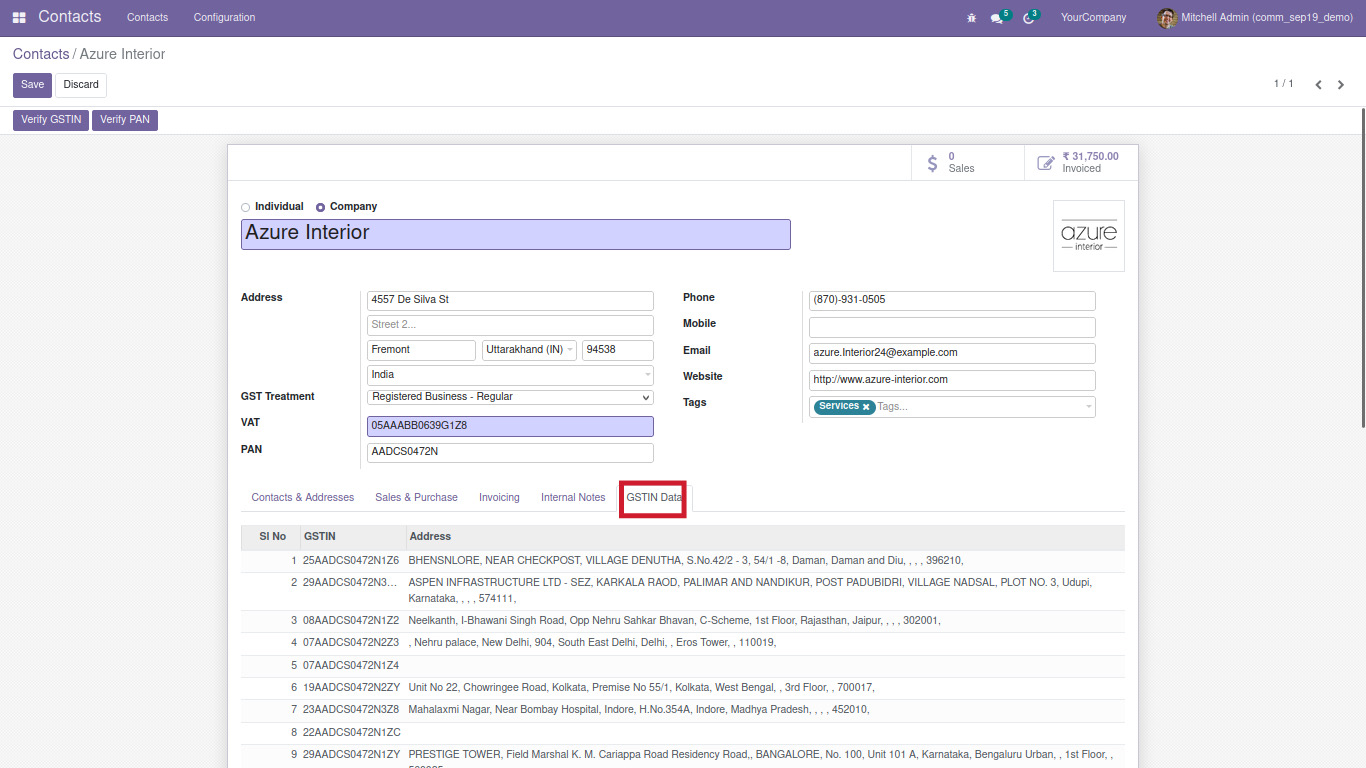 Contacts Contacts Configuration 5 3 YourCompany Mitchell Admin (comm_sep19_demo)
Contacts / Azure Interior
Save Discard 1 / 1
Verify GSTIN Verify PAN
0 ₹ 31,750.00
Sales Invoiced
Individual Company
Azure Interior
azure
interior
Address 4557 De Silva St Phone (870)-931-0505
Street 2... Mobile
Fremont Uttarakhand (IN) 94538 Email azure.Interior24@example.com
India Website http://www.azure-interior.com
GST Treatment Registered Business - Regular Tags Services Tags...
VAT 05AAABB0639G1Z8
PAN AADCS0472N
Contacts & Addresses Sales & Purchase Invoicing Internal Notes GSTIN Data
Sl No GSTIN Address
1 25AADCS0472N1Z6 BHENSNLORE, NEAR CHECKPOST, VILLAGE DENUTHA, S.No.42/2 - 3, 54/1 -8, Daman, Daman and Diu, , , , 396210,
2 29AADCS0472N3... ASPEN INFRASTRUCTURE LTD - SEZ, KARKALA RAOD, PALIMAR AND NANDIKUR, POST PADUBIDRI, VILLAGE NADSAL, PLOT NO. 3, Udupi,
Karnataka, , , , 574111,
3 08AADCS0472N1Z2 Neelkanth, I-Bhawani Singh Road, Opp Nehru Sahkar Bhavan, C-Scheme, 1st Floor, Rajasthan, Jaipur, , , , 302001,
4 07AADCS0472N2Z3 , Nehru palace, New Delhi, 904, South East Delhi, Delhi, , Eros Tower, , 110019,
5 07AADCS0472N1Z4
6 19AADCS0472N2ZY Unit No 22, Chowringee Road, Kolkata, Premise No 55/1, Kolkata, West Bengal, , 3rd Floor, , 700017,
7 23AADCS0472N3Z8 Mahalaxmi Nagar, Near Bombay Hospital, Indore, H.No.354A, Indore, Madhya Pradesh, , , , 452010,
8 22AADCS0472N1ZC
9 29AADCS0472N1ZY PRESTIGE TOWER, Field Marshal K. M. Cariappa Road Residency Road,, BANGALORE, No. 100, Unit 101 A, Karnataka, Bengaluru Urban, , 1st Floor, ,